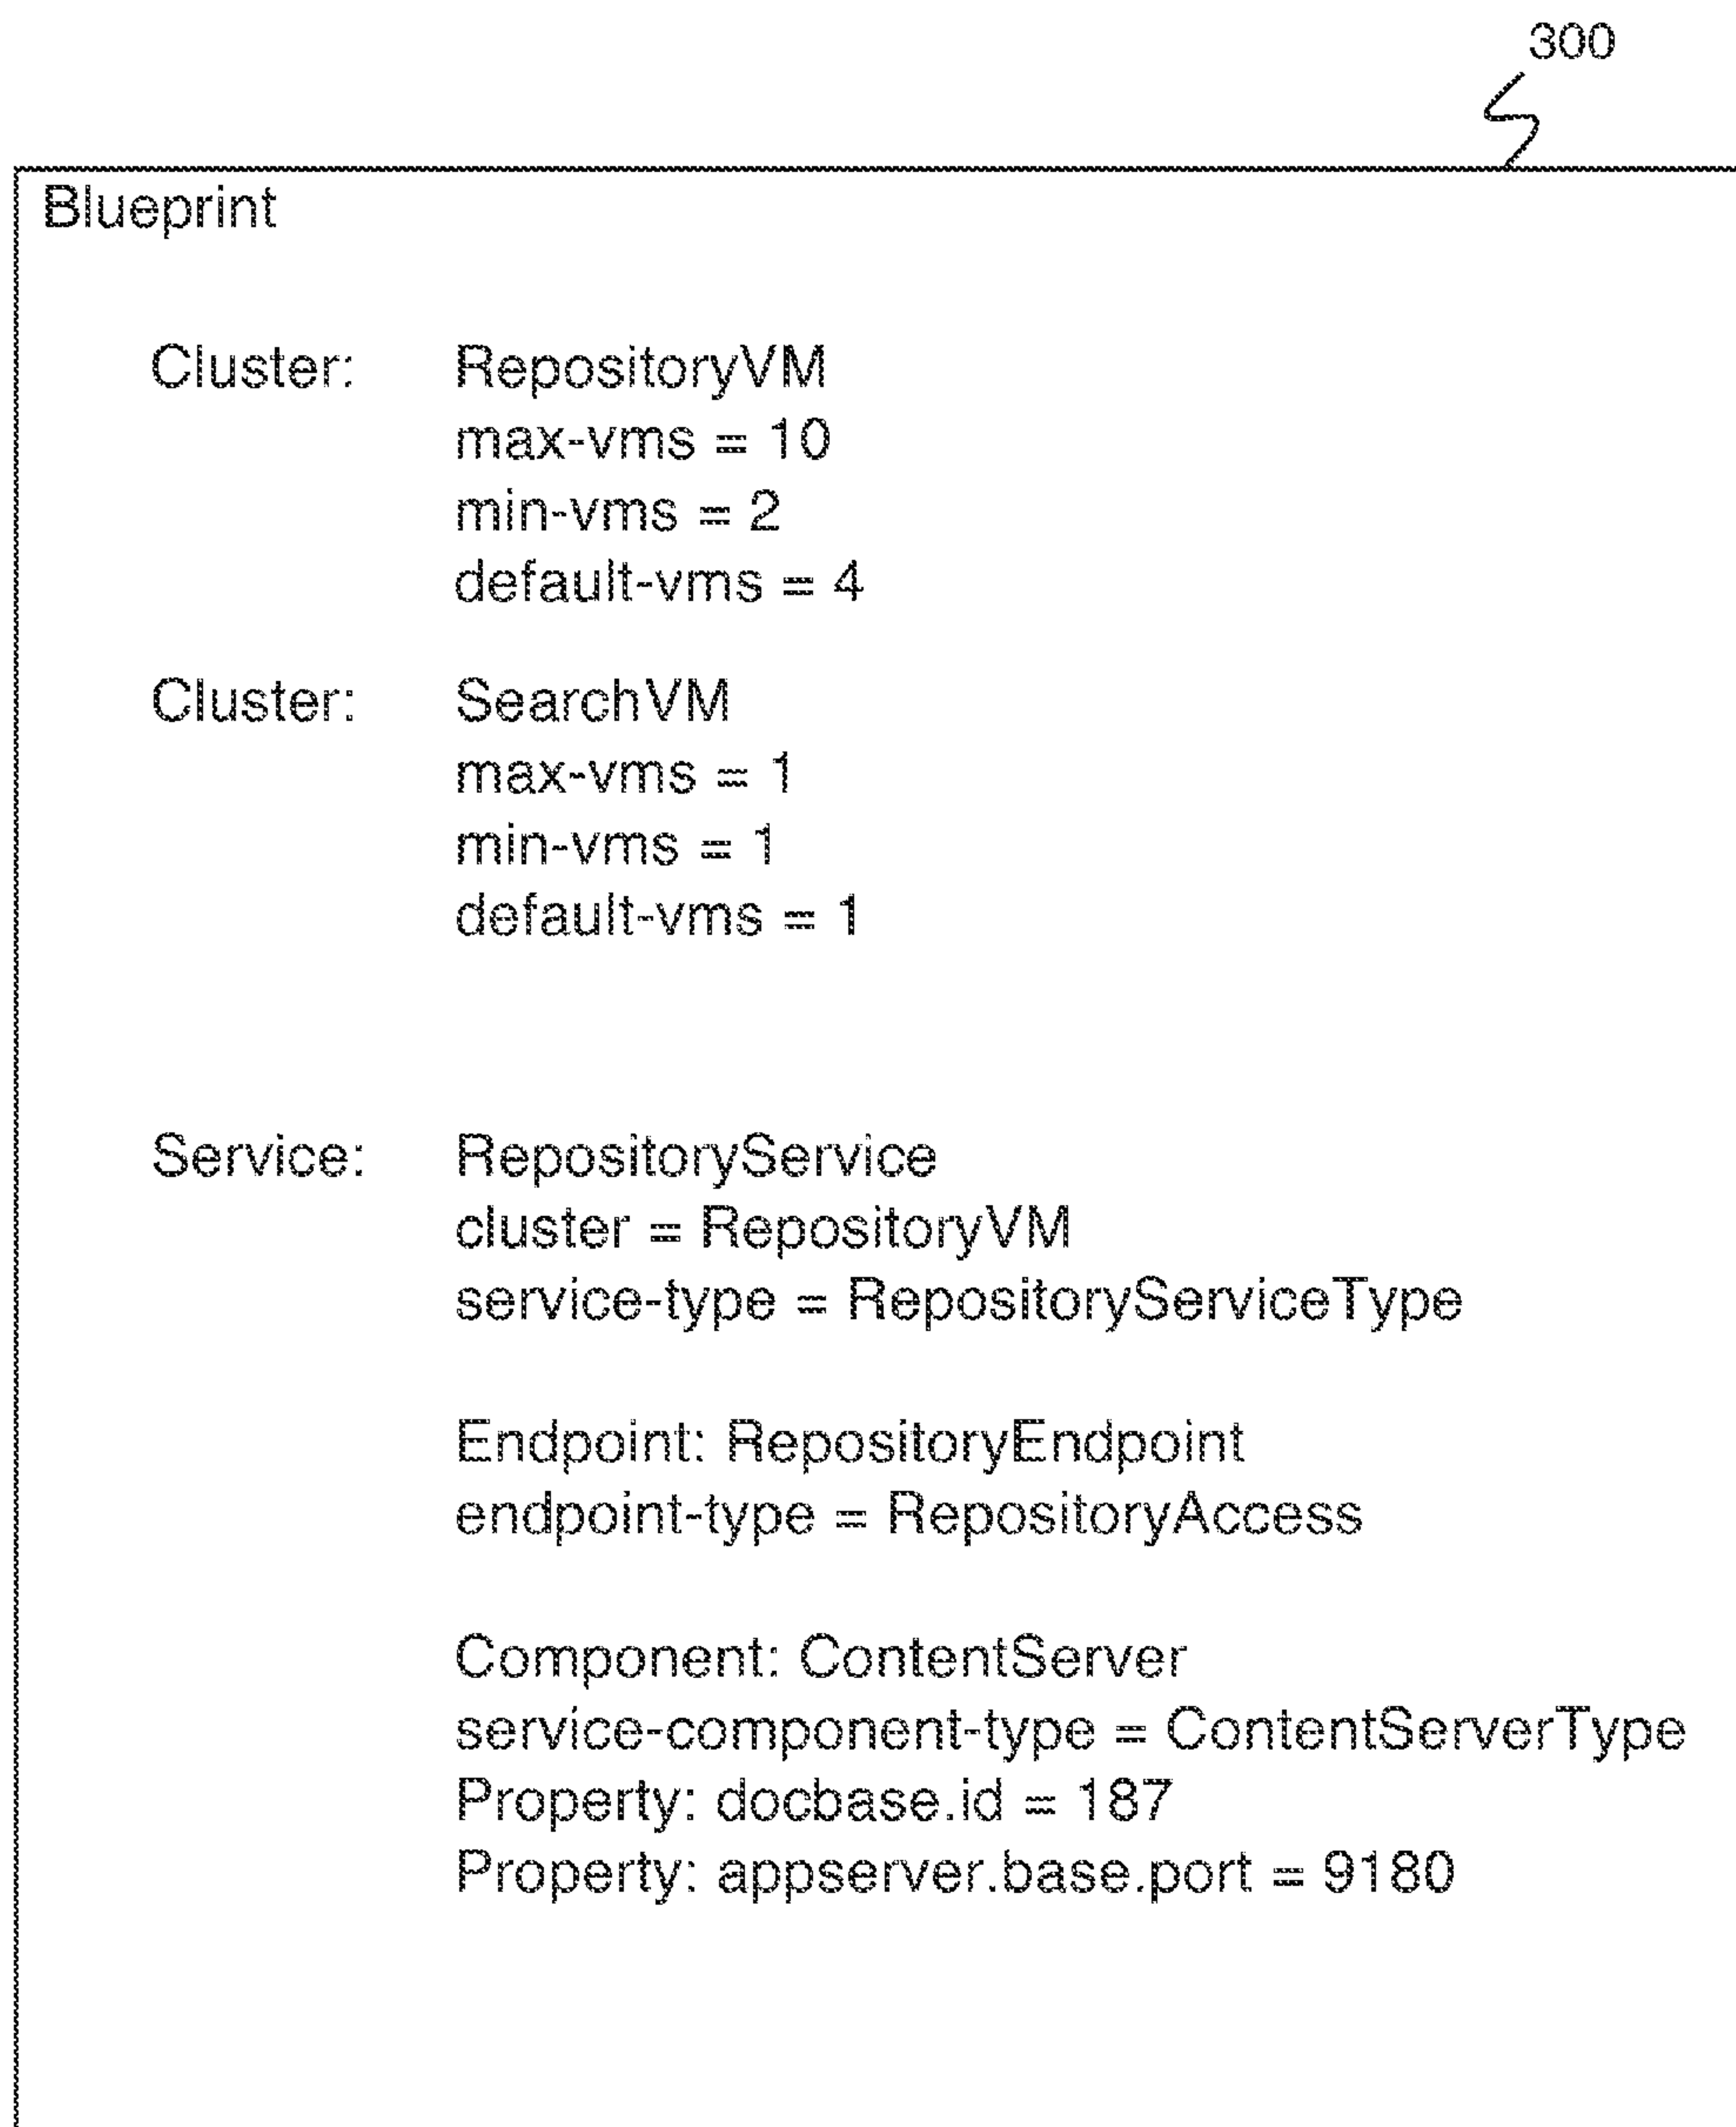 300
Blueprint
Cluster: RepositoryVM
max-vms = 10
min-vms = 2
default-vms = 4
Cluster: SearchVM
max-vms = 1
min-vms = 1
default-vms = 1
Service: RepositoryService
cluster = RepositoryVM
service-type = RepositoryServiceType
Endpoint: RepositoryEndpoint
endpoint-type = RepositoryAccess
Component: ContentServer
service-component-type = ContentServerType
Property: docbase.id = 187
Property: appserver.base.port = 9180